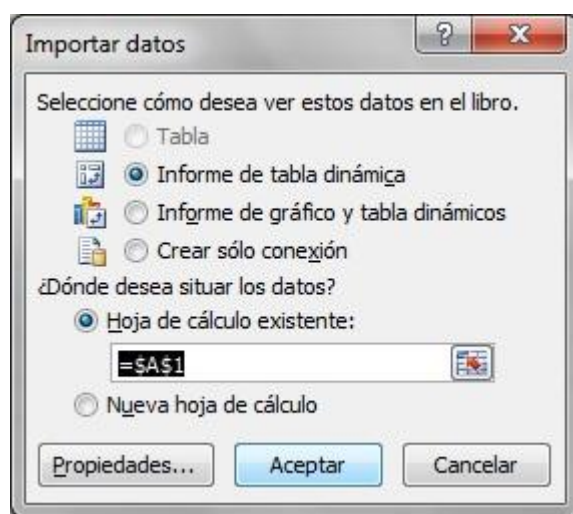 Importar datos
Seleccione cómo desea ver estos datos en el libro.
Tabla
Informe de tabla dinámica
Informe de gráfico y tabla dinámicos
Crear sólo conexión
¿Dónde desea situar los datos?
Hoja de cálculo existente:
=$A$1
Nueva hoja de cálculo
Propiedades... Aceptar Cancelar